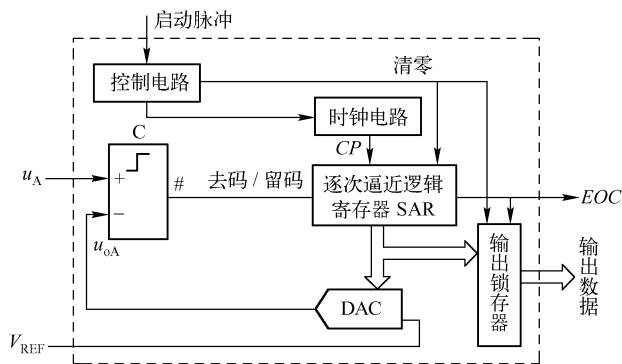 启动脉冲
控制电路
清零
时钟电路
C
CP
u_A
+
#
去码 / 留码
逐次逼近逻辑
寄存器 SAR
EOC
−
u_oA
输出锁存器
输出数据
DAC
V_REF